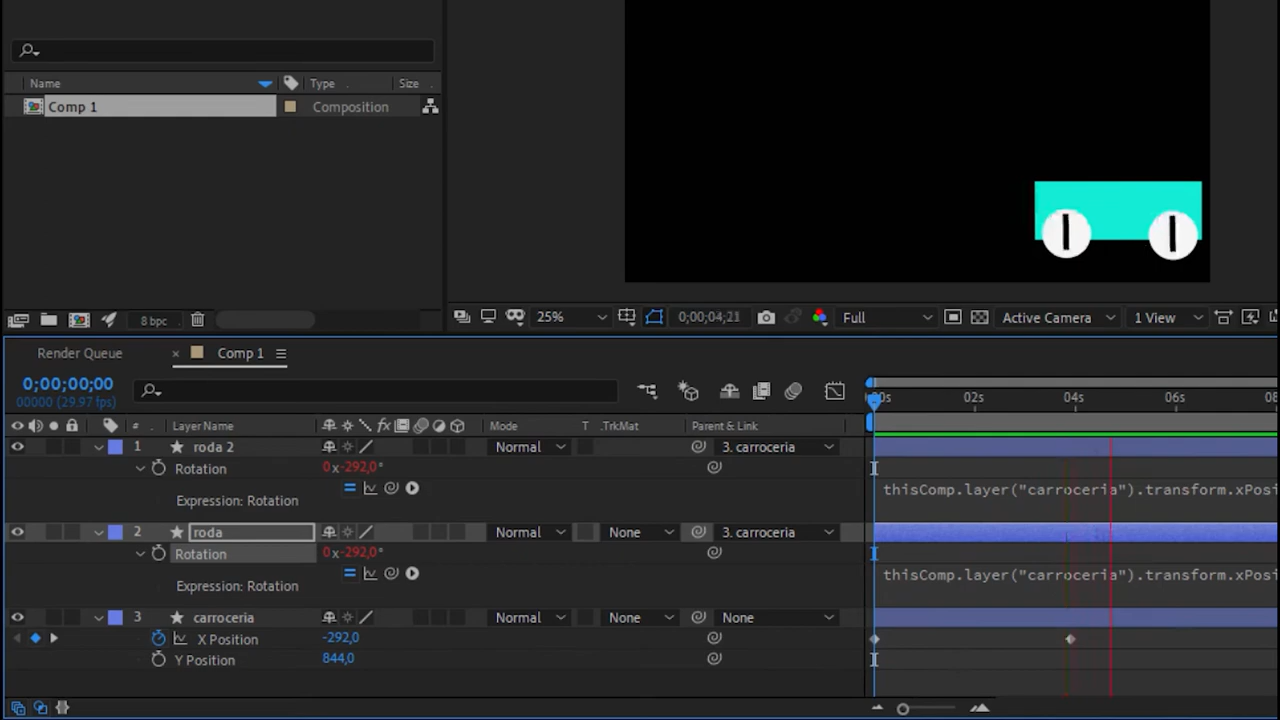 Name Type Size
Comp 1 Composition
8 bpc
25% 0;00;04;21 Full Active Camera 1 View
Render Queue Comp 1
0;00;00;00
00000 (29.97 fps)
02s 04s 06s
# Layer Name Mode T .TrkMat Parent & Link
1 roda 2 Normal 3. carroceria
Rotation 0x-292,0°
thisComp.layer("carroceria").transform.xPosi
Expression: Rotation
2 roda Normal None 3. carroceria
Rotation 0x-292,0°
thisComp.layer("carroceria").transform.xPosi
Expression: Rotation
3 carroceria Normal None None
X Position -292,0
Y Position 844,0